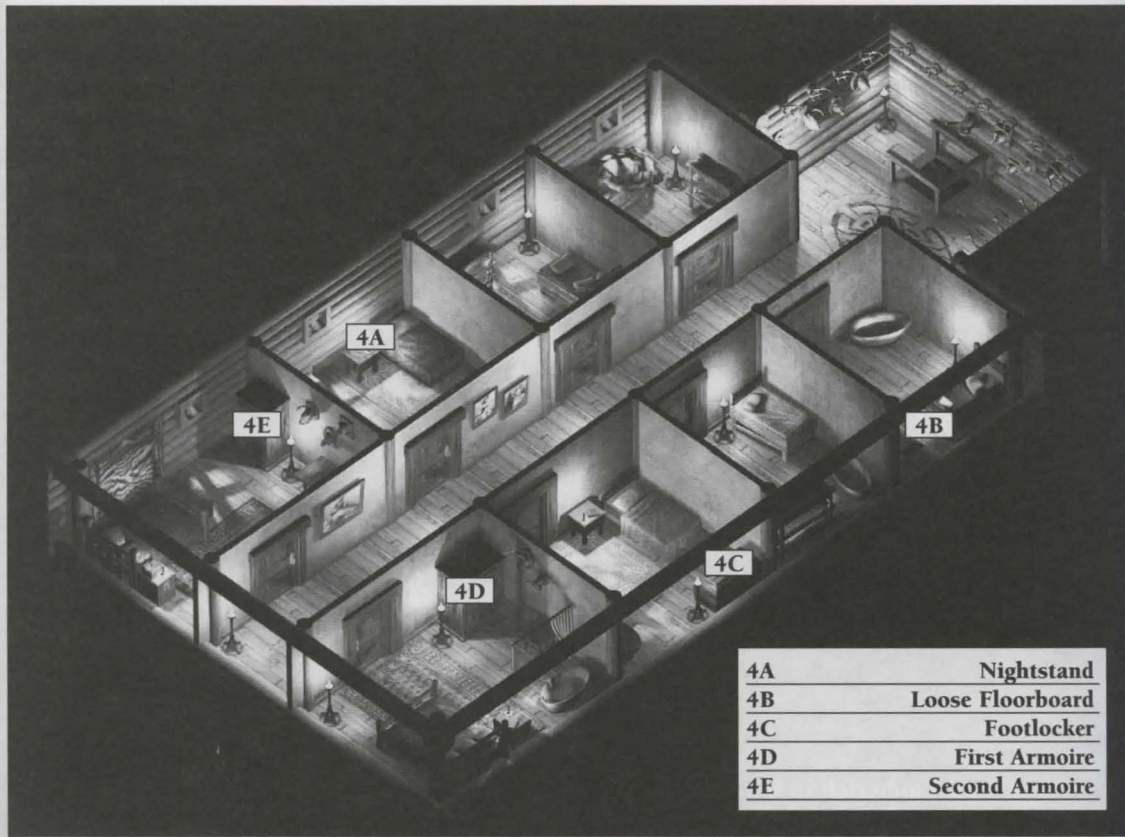 4A
4E
4B
4C
4D
4A Nightstand
4B Loose Floorboard
4C Footlocker
4D First Armoire
4E Second Armoire